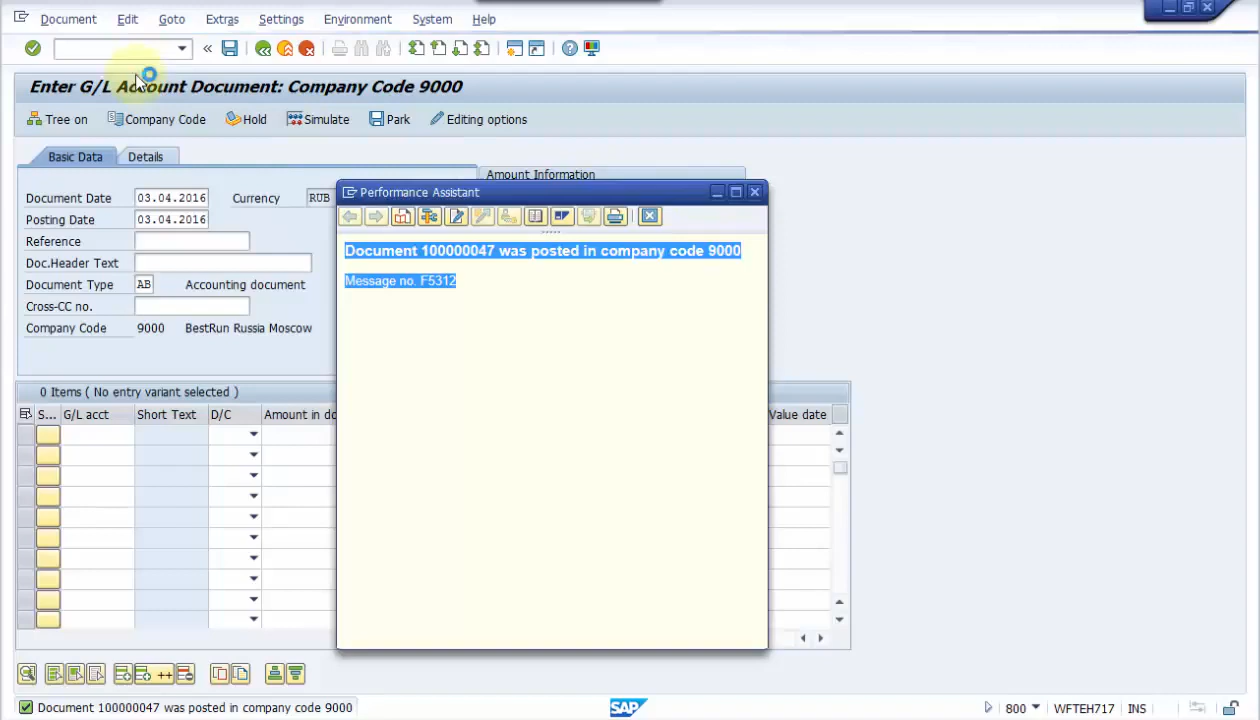 Document Edit Goto Extras Settings Environment System Help
Enter G/L Account Document: Company Code 9000
Tree on Company Code Hold Simulate Park Editing options
Basic Data Details
Amount Information
Document Date 03.04.2016 Currency RUB
Posting Date 03.04.2016
Reference
Doc.Header Text
Document Type AB Accounting document
Cross-CC no.
Company Code 9000 BestRun Russia Moscow
Performance Assistant
Document 100000047 was posted in company code 9000
Message no. F5312
0 Items ( No entry variant selected )
S... G/L acct Short Text D/C Amount in do Value date
Document 100000047 was posted in company code 9000
SAP
800 WFTEH717 INS